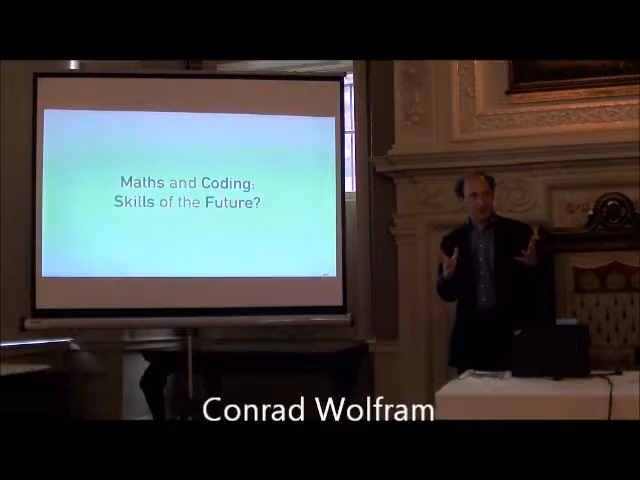 Maths and Coding:
Skills of the Future?
Conrad Wolfram